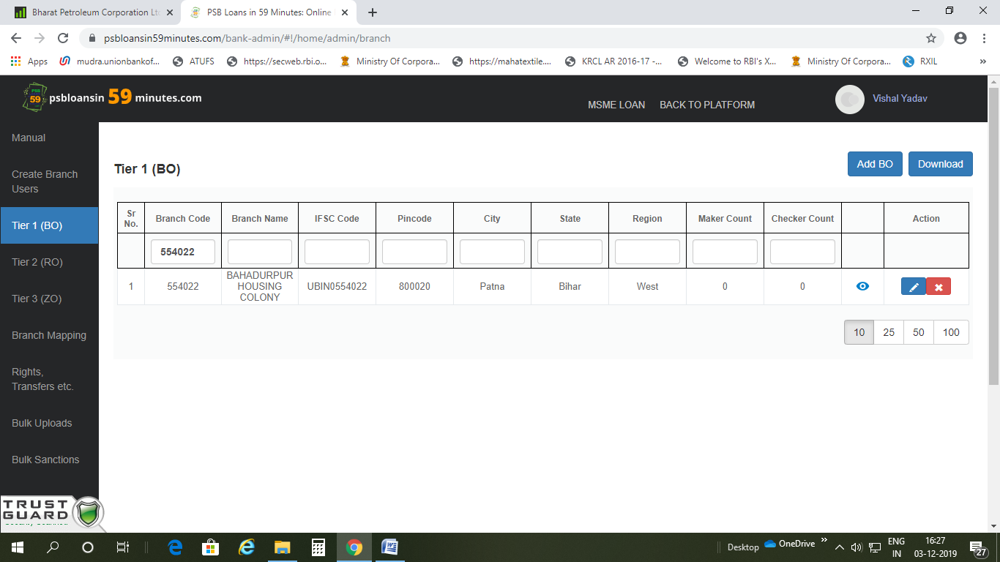 Bharat Petroleum Corporation Lt
PSB Loans in 59 Minutes: Online
psbloansin59minutes.com/bank-admin/#!/home/admin/branch
Apps mudra.unionbankof... ATUFS https://secweb.rbi.o... Ministry Of Corpora... https://mahatextile.... KRCL AR 2016-17 -... Welcome to RBI's X... Ministry Of Corpora... RXIL »
PSB 59 psbloansin 59 minutes.com
MSME LOAN BACK TO PLATFORM Vishal Yadav
Manual
Create Branch
Users
Tier 1 (BO)
Tier 2 (RO)
Tier 3 (ZO)
Branch Mapping
Rights,
Transfers etc.
Bulk Uploads
Bulk Sanctions
TRUST
GUARD
Tier 1 (BO) Add BO Download
Sr No. Branch Code Branch Name IFSC Code Pincode City State Region Maker Count Checker Count Action
554022
1 554022 BAHADURPUR HOUSING COLONY UBIN0554022 800020 Patna Bihar West 0 0
10 25 50 100
Desktop OneDrive » ENG 16:27
IN 03-12-2019 27